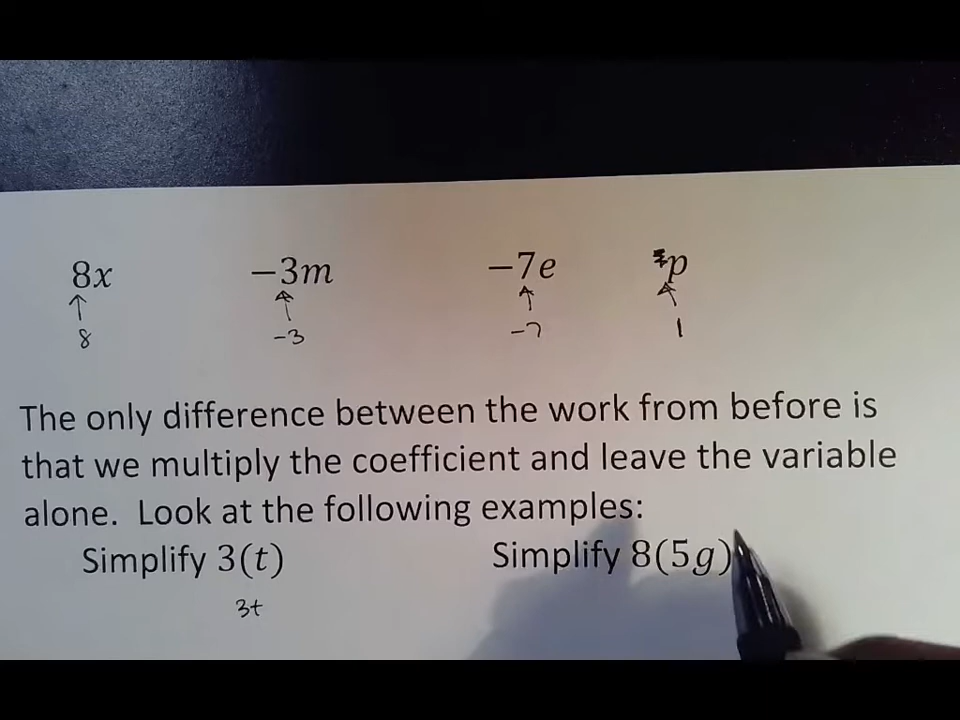 8x −3m −7e p
8 -3 -7 1
The only difference between the work from before is
that we multiply the coefficient and leave the variable
alone. Look at the following examples:
Simplify 3(t) Simplify 8(5g)
3t